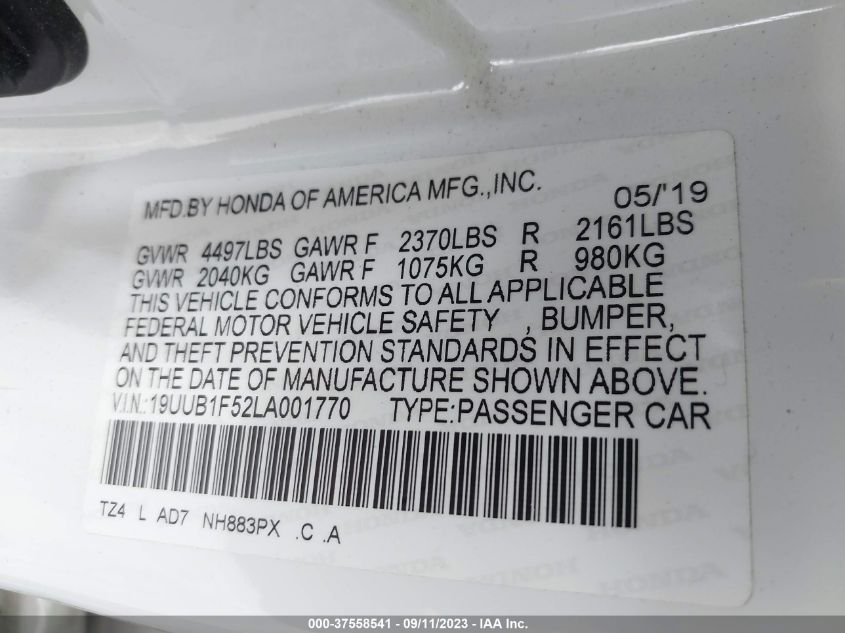 MFD.BY HONDA OF AMERICA MFG.,INC. 05/'19
GVWR 4497LBS GAWR F 2370LBS R 2161LBS
GVWR 2040KG GAWR F 1075KG R 980KG
THIS VEHICLE CONFORMS TO ALL APPLICABLE
FEDERAL MOTOR VEHICLE SAFETY , BUMPER,
AND THEFT PREVENTION STANDARDS IN EFFECT
ON THE DATE OF MANUFACTURE SHOWN ABOVE.
V.I.N.:19UUB1F52LA001770 TYPE:PASSENGER CAR
TZ4 L AD7 NH883PX .C .A
000-37558541 - 09/11/2023 - IAA Inc.